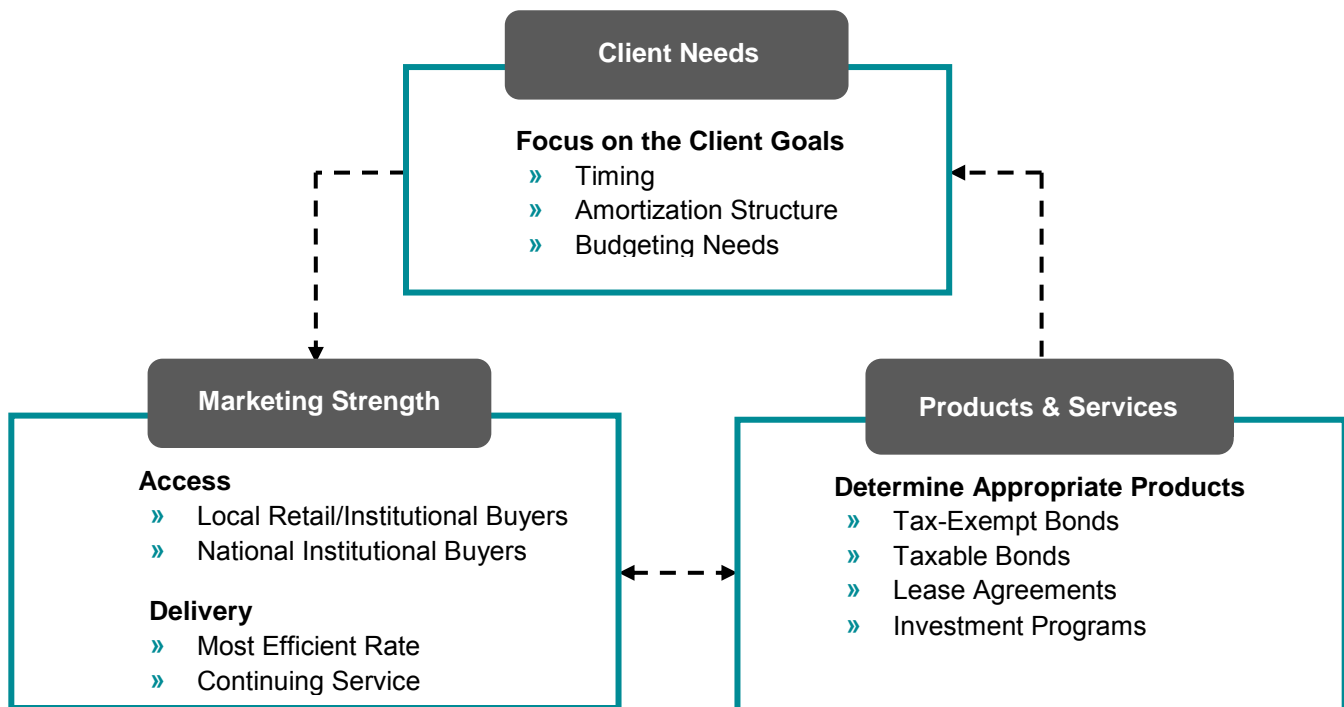 Client Needs
Focus on the Client Goals
» Timing
» Amortization Structure
» Budgeting Needs
Marketing Strength
Access
» Local Retail/Institutional Buyers
» National Institutional Buyers
Delivery
» Most Efficient Rate
» Continuing Service
Products & Services
Determine Appropriate Products
» Tax-Exempt Bonds
» Taxable Bonds
» Lease Agreements
» Investment Programs